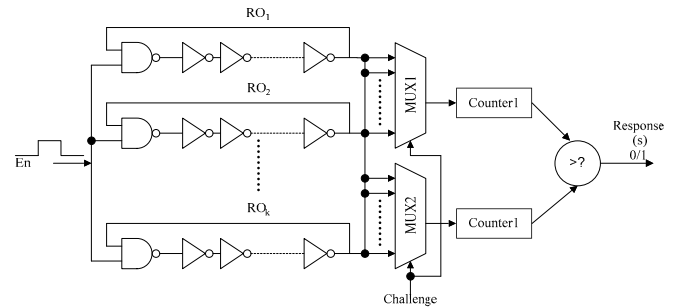 RO1
RO2
ROk
En
MUX1
MUX2
Counter1
Counter1
>?
Response
(s)
0/1
Challenge